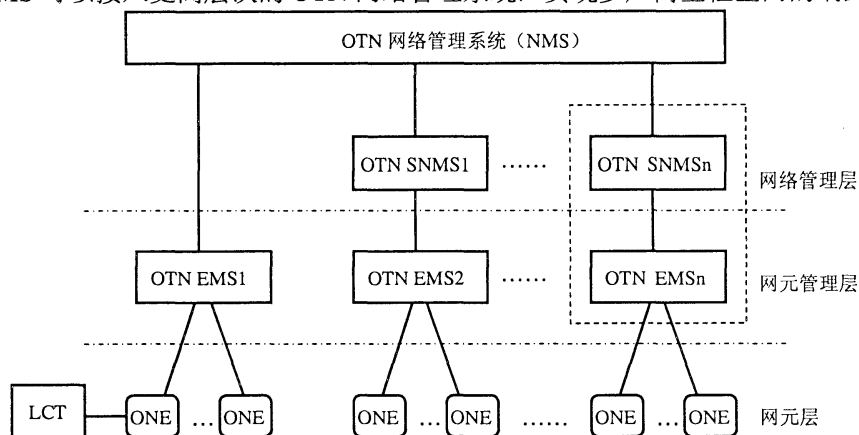 OTN 网络管理系统（NMS）
OTN SNMS1 …… OTN SNMSn
网络管理层
OTN EMS1 OTN EMS2 …… OTN EMSn
网元管理层
LCT ONE … ONE ONE … ONE …… ONE … ONE 网元层